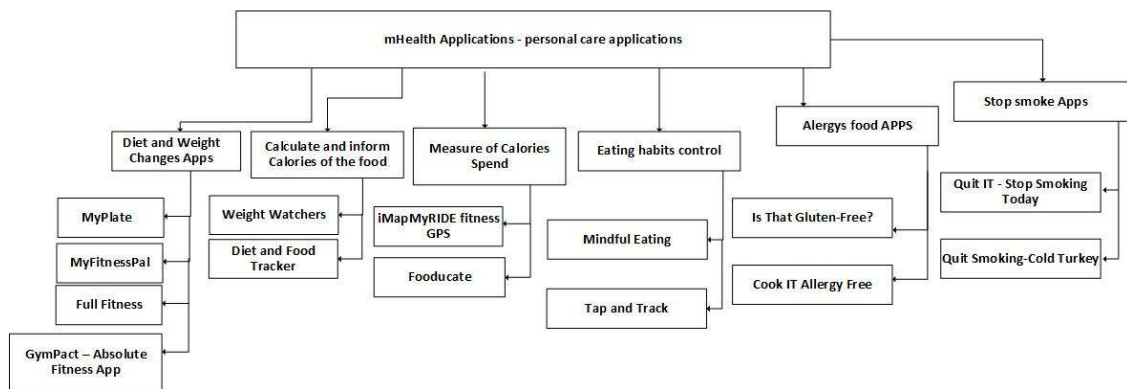 mHealth Applications - personal care applications
Stop smoke Apps
Diet and Weight
Changes Apps
Calculate and inform
Calories of the food
Measure of Calories
Spend
Eating habits control
Alergys food APPS
MyPlate
MyFitnessPal
Full Fitness
GymPact – Absolute
Fitness App
Weight Watchers
Diet and Food
Tracker
iMapMyRIDE fitness
GPS
Fooducate
Mindful Eating
Tap and Track
Is That Gluten-Free?
Cook IT Allergy Free
Quit IT - Stop Smoking
Today
Quit Smoking-Cold Turkey